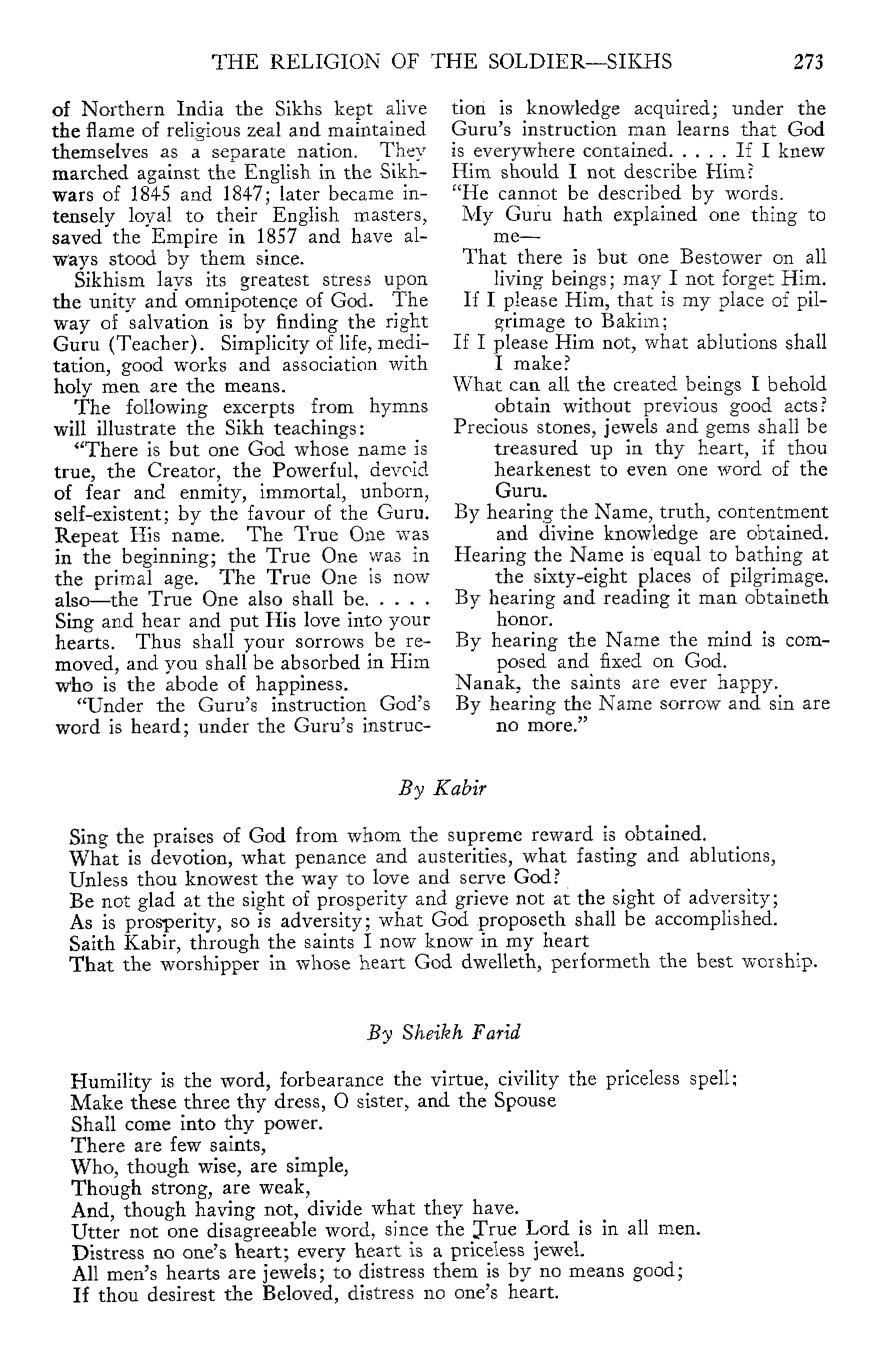 THE RELIGION OF THE SOLDIER—SIKHS 273
of Northern India the Sikhs kept alive
the flame of religious zeal and maintained
themselves as a separate nation. They
marched against the English in the Sikh-
wars of 1845 and 1847; later became in-
tensely loyal to their English masters,
saved the Empire in 1857 and have al-
ways stood by them since.
Sikhism lays its greatest stress upon
the unity and omnipotence of God. The
way of salvation is by finding the right
Guru (Teacher). Simplicity of life, medi-
tation, good works and association with
holy men are the means.
The following excerpts from hymns
will illustrate the Sikh teachings:
“There is but one God whose name is
true, the Creator, the Powerful, devoid
of fear and enmity, immortal, unborn,
self-existent; by the favour of the Guru.
Repeat His name. The True One was
in the beginning; the True One was in
the primal age. The True One is now
also—the True One also shall be. . . . .
Sing and hear and put His love into your
hearts. Thus shall your sorrows be re-
moved, and you shall be absorbed in Him
who is the abode of happiness.
“Under the Guru’s instruction God’s
word is heard; under the Guru’s instruc-
tion is knowledge acquired; under the
Guru’s instruction man learns that God
is everywhere contained. . . . . If I knew
Him should I not describe Him?
“He cannot be described by words.
My Guru hath explained one thing to
me—
That there is but one Bestower on all
living beings; may I not forget Him.
If I please Him, that is my place of pil-
grimage to Bakim;
If I please Him not, what ablutions shall
I make?
What can all the created beings I behold
obtain without previous good acts?
Precious stones, jewels and gems shall be
treasured up in thy heart, if thou
hearkenest to even one word of the
Guru.
By hearing the Name, truth, contentment
and divine knowledge are obtained.
Hearing the Name is equal to bathing at
the sixty-eight places of pilgrimage.
By hearing and reading it man obtaineth
honor.
By hearing the Name the mind is com-
posed and fixed on God.
Nanak, the saints are ever happy.
By hearing the Name sorrow and sin are
no more.”
By Kabir
Sing the praises of God from whom the supreme reward is obtained.
What is devotion, what penance and austerities, what fasting and ablutions,
Unless thou knowest the way to love and serve God?
Be not glad at the sight of prosperity and grieve not at the sight of adversity;
As is prosperity, so is adversity; what God proposeth shall be accomplished.
Saith Kabir, through the saints I now know in my heart
That the worshipper in whose heart God dwelleth, performeth the best worship.
By Sheikh Farid
Humility is the word, forbearance the virtue, civility the priceless spell;
Make these three thy dress, O sister, and the Spouse
Shall come into thy power.
There are few saints,
Who, though wise, are simple,
Though strong, are weak,
And, though having not, divide what they have.
Utter not one disagreeable word, since the True Lord is in all men.
Distress no one’s heart; every heart is a priceless jewel.
All men’s hearts are jewels; to distress them is by no means good;
If thou desirest the Beloved, distress no one’s heart.